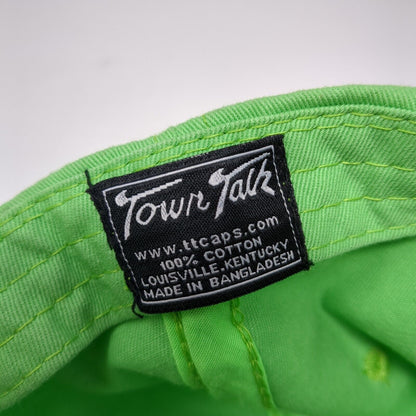 Town Talk
www.ttcaps.com
100% COTTON
LOUISVILLE, KENTUCKY
MADE IN BANGLADESH